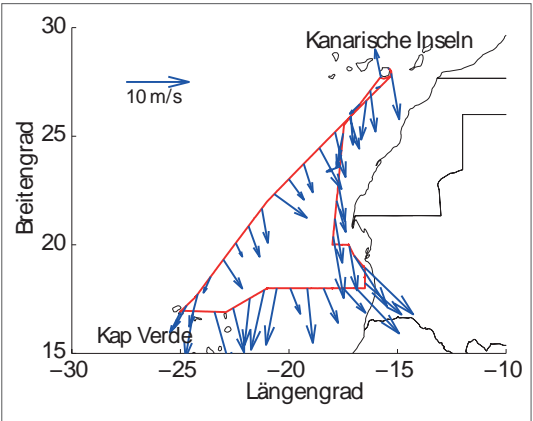 30
Kanarische Inseln
10 m/s
25
Breitengrad
20
Kap Verde
15
−30 −25 −20 −15 −10
Längengrad